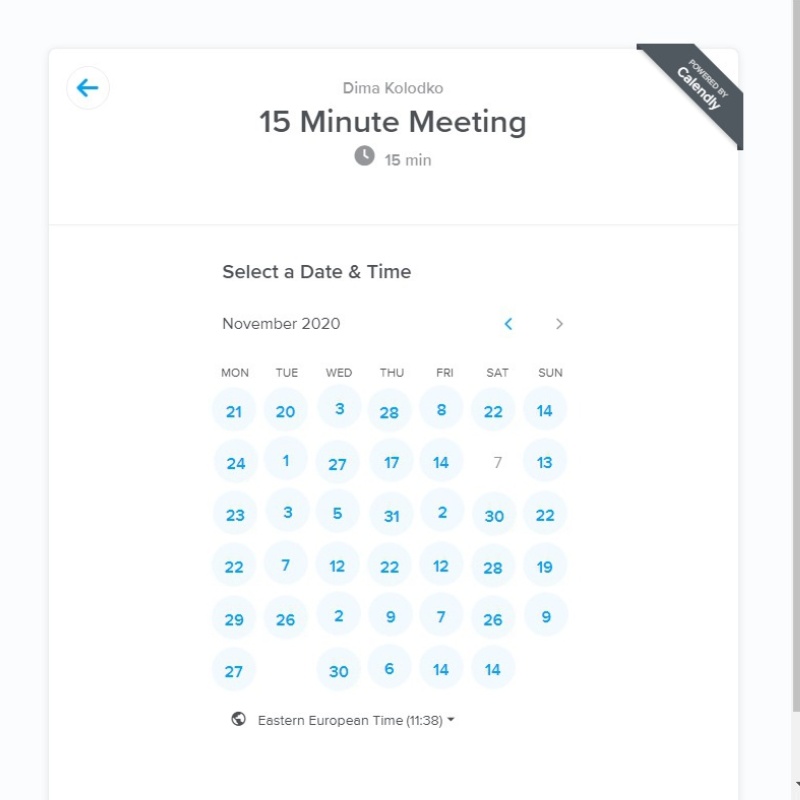 POWERED BY
Calendly
Dima Kolodko
15 Minute Meeting
15 min
Select a Date & Time
November 2020
MON TUE WED THU FRI SAT SUN
21 20 3 28 8 22 14
24 1 27 17 14 7 13
23 3 5 31 2 30 22
22 7 12 22 12 28 19
29 26 2 9 7 26 9
27 30 6 14 14
Eastern European Time (11:38)